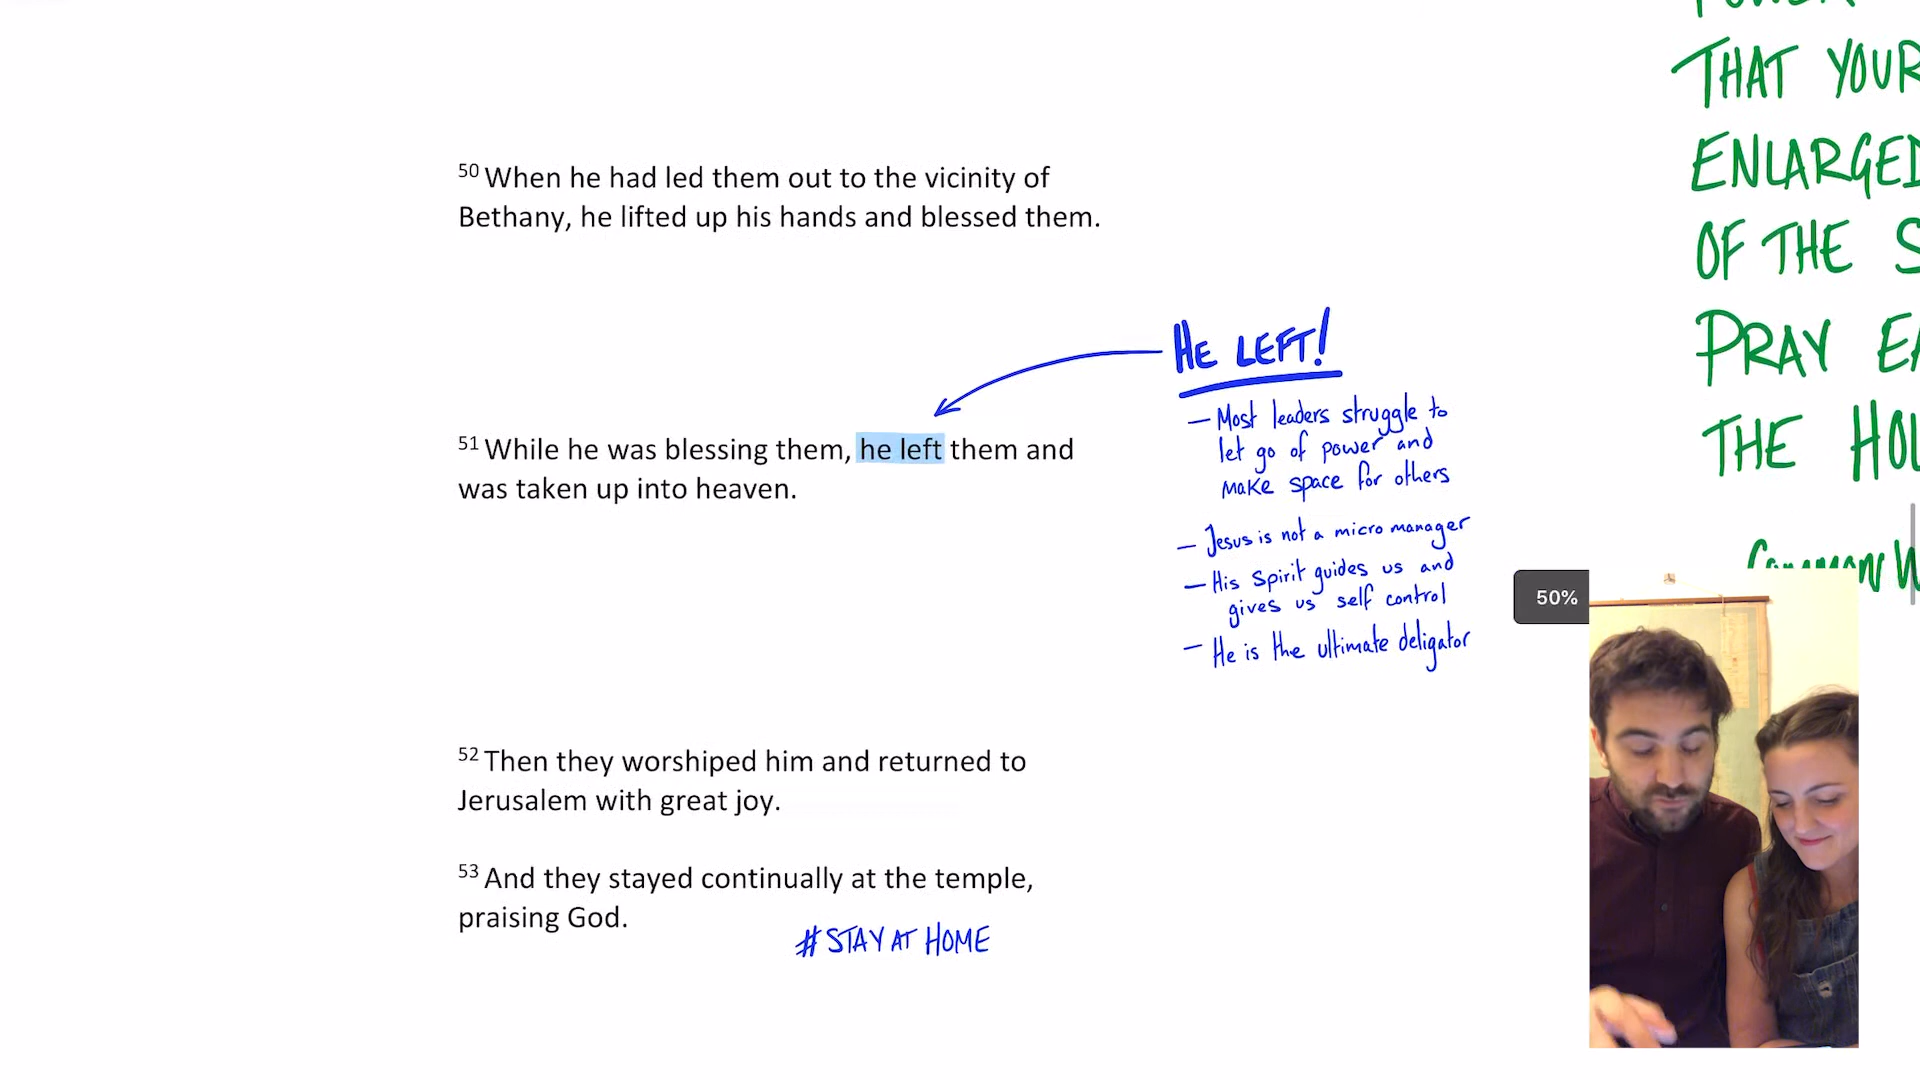 50 When he had led them out to the vicinity of
Bethany, he lifted up his hands and blessed them.
HE LEFT!
– Most leaders struggle to
let go of power and
make space for others
51 While he was blessing them, he left them and
was taken up into heaven.
– Jesus is not a micro manager
– His Spirit guides us and
gives us self control
– He is the ultimate deligator
52 Then they worshiped him and returned to
Jerusalem with great joy.
53 And they stayed continually at the temple,
praising God.
#STAY AT HOME
THAT YOUR
ENLARGED
OF THE S
PRAY EA
THE HOL
50%